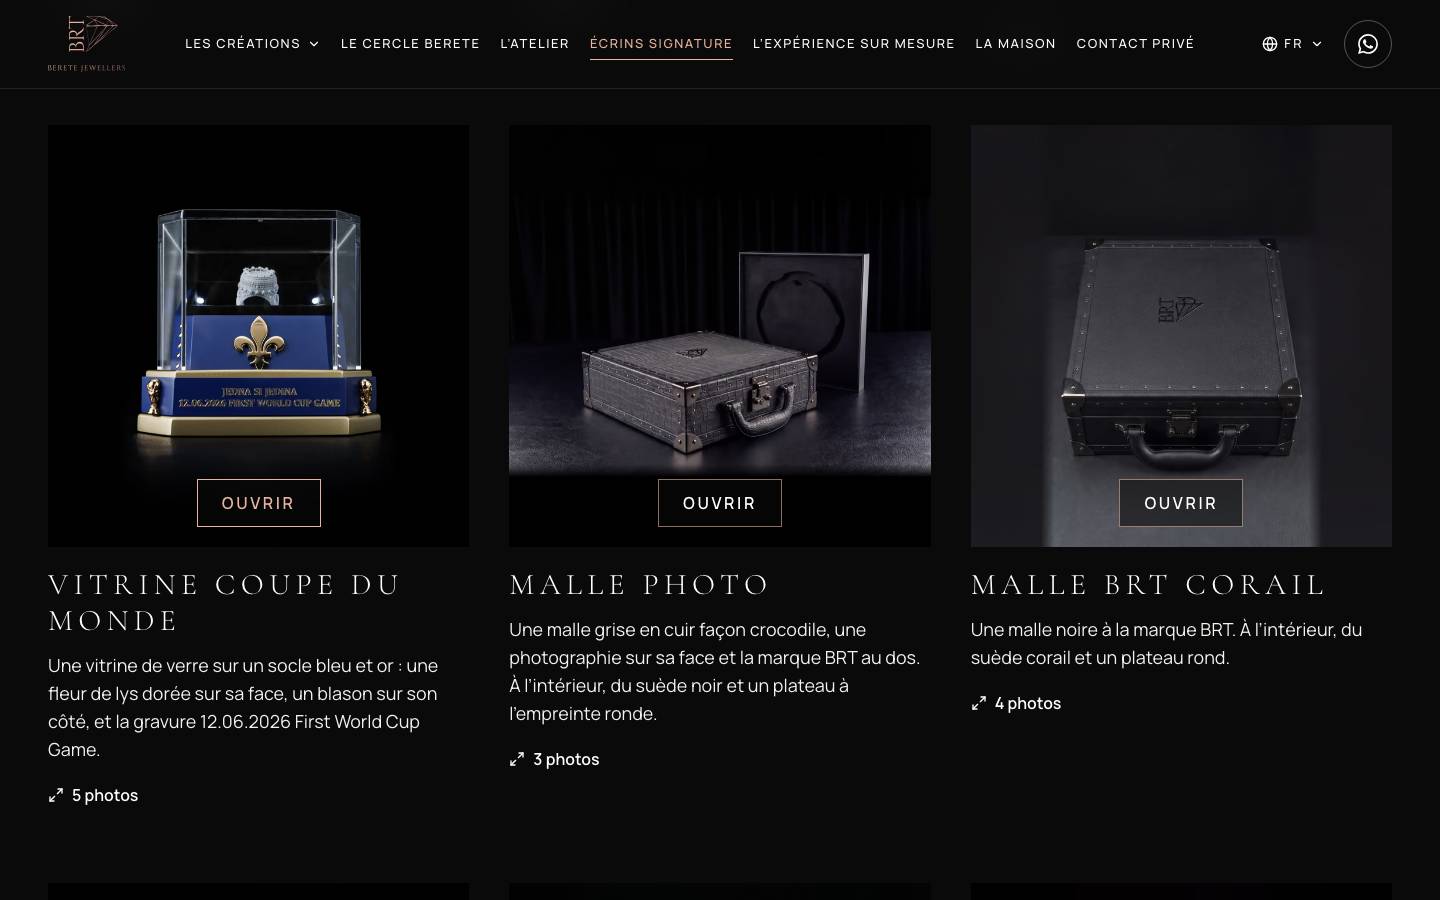 BRT
BERETE JEWELLERS
LES CRÉATIONS
LE CERCLE BERETE
L'ATELIER
ÉCRINS SIGNATURE
L'EXPÉRIENCE SUR MESURE
LA MAISON
CONTACT PRIVÉ
FR
JEDNA SI JEDINA
12.06.2026 FIRST WORLD CUP GAME
BRT
OUVRIR
OUVRIR
OUVRIR
VITRINE COUPE DU
MONDE
Une vitrine de verre sur un socle bleu et or : une
fleur de lys dorée sur sa face, un blason sur son
côté, et la gravure 12.06.2026 First World Cup
Game.
5 photos
MALLE PHOTO
Une malle grise en cuir façon crocodile, une
photographie sur sa face et la marque BRT au dos.
À l'intérieur, du suède noir et un plateau à
l'empreinte ronde.
3 photos
MALLE BRT CORAIL
Une malle noire à la marque BRT. À l'intérieur, du
suède corail et un plateau rond.
4 photos